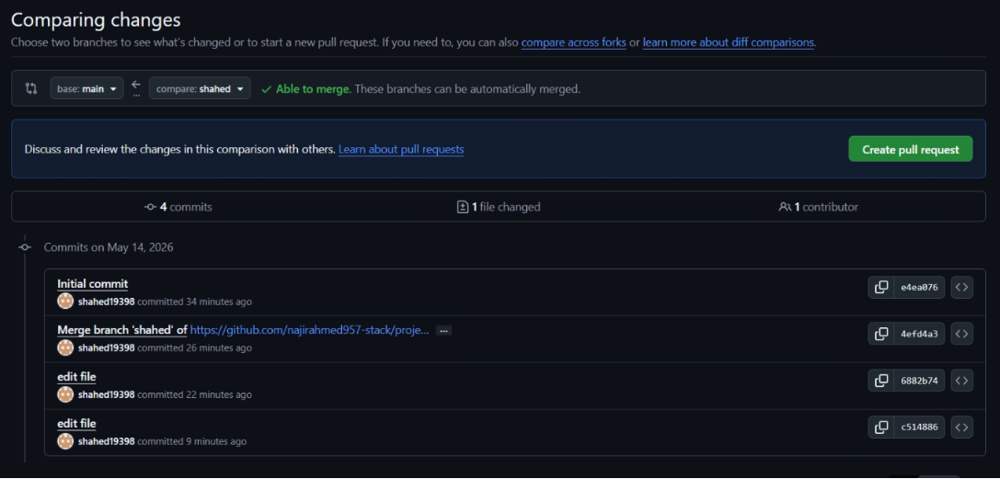 Comparing changes
Choose two branches to see what's changed or to start a new pull request. If you need to, you can also compare across forks or learn more about diff comparisons.
base: main ← ... compare: shahed ✓ Able to merge. These branches can be automatically merged.
Discuss and review the changes in this comparison with others. Learn about pull requests Create pull request
4 commits 1 file changed 1 contributor
Commits on May 14, 2026
Initial commit e4ea076
shahed19398 committed 34 minutes ago
Merge branch 'shahed' of https://github.com/najirahmed957-stack/proje... ... 4efd4a3
shahed19398 committed 26 minutes ago
edit file 6882b74
shahed19398 committed 22 minutes ago
edit file c514886
shahed19398 committed 9 minutes ago